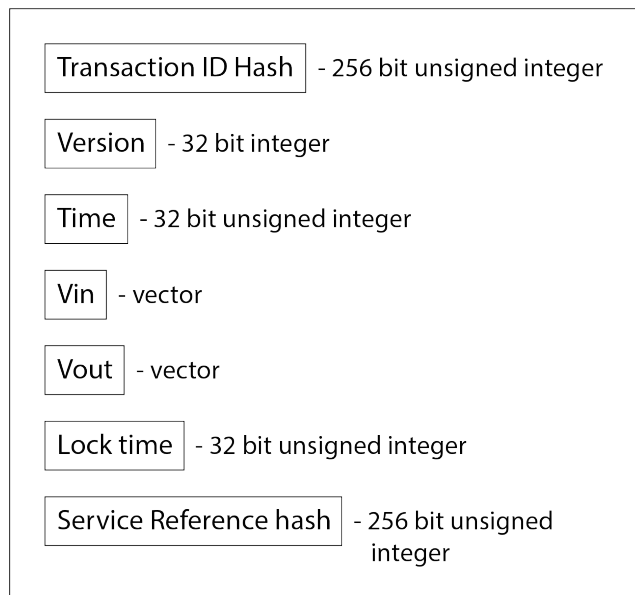 Transaction ID Hash - 256 bit unsigned integer
Version - 32 bit integer
Time - 32 bit unsigned integer
Vin - vector
Vout - vector
Lock time - 32 bit unsigned integer
Service Reference hash - 256 bit unsigned
integer